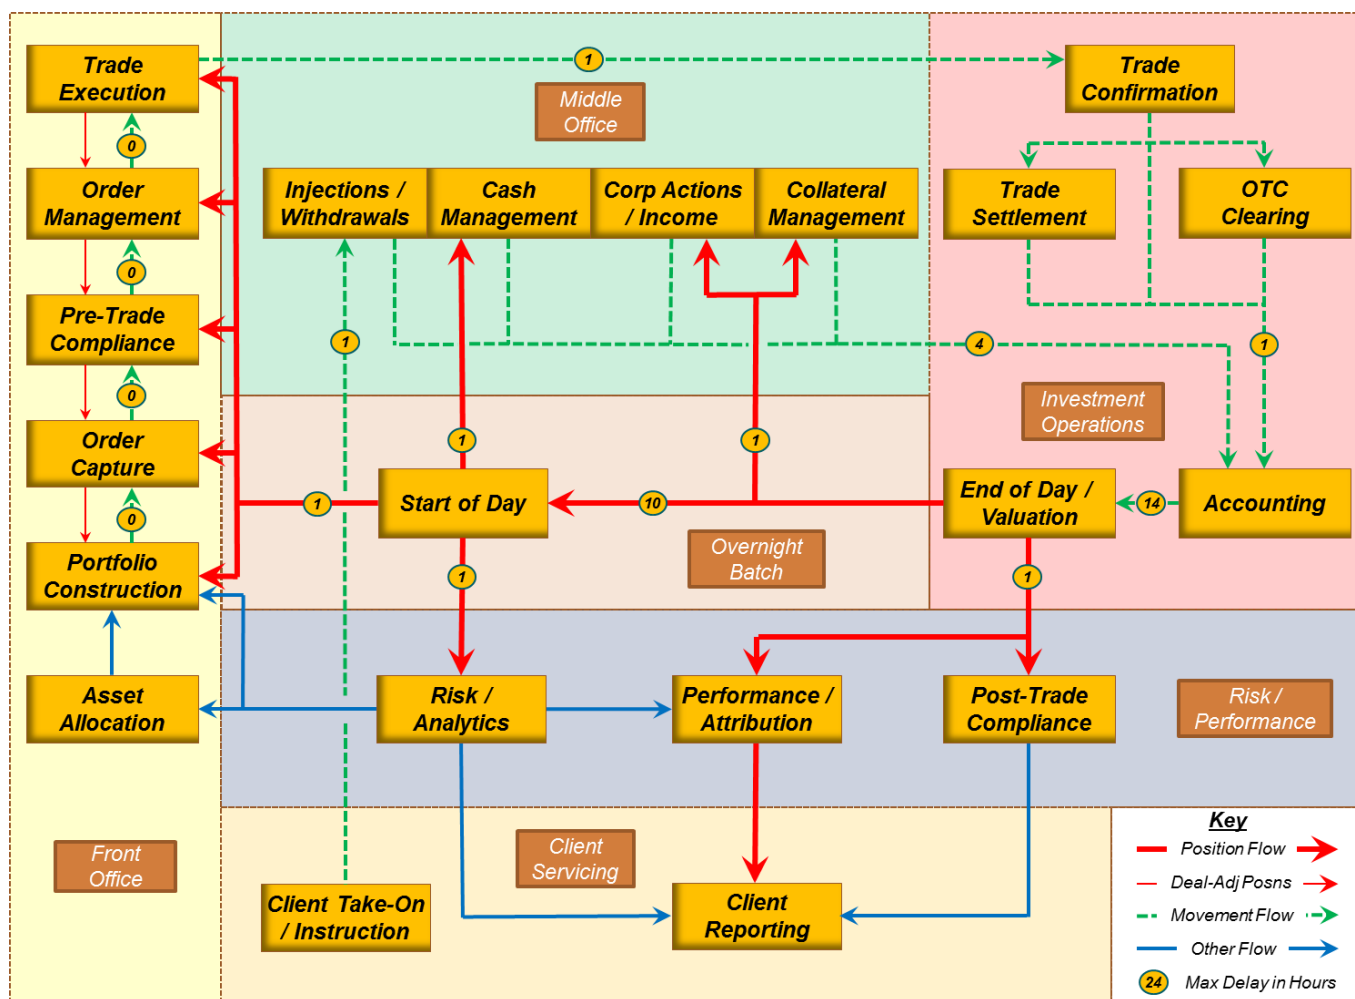 Trade
Execution
1
Trade
Confirmation
Middle
Office
0
Order
Management
Injections /
Withdrawals
Cash
Management
Corp Actions
/ Income
Collateral
Management
Trade
Settlement
OTC
Clearing
0
Pre-Trade
Compliance
1
4
1
0
Investment
Operations
Order
Capture
1
1
Start of Day
End of Day /
Valuation
Accounting
1
10
14
0
Overnight
Batch
Portfolio
Construction
1
1
Asset
Allocation
Risk /
Analytics
Performance /
Attribution
Post-Trade
Compliance
Risk /
Performance
Front
Office
Client
Servicing
Client Take-On
/ Instruction
Client
Reporting
Key
Position Flow
Deal-Adj Posns
Movement Flow
Other Flow
24 Max Delay in Hours